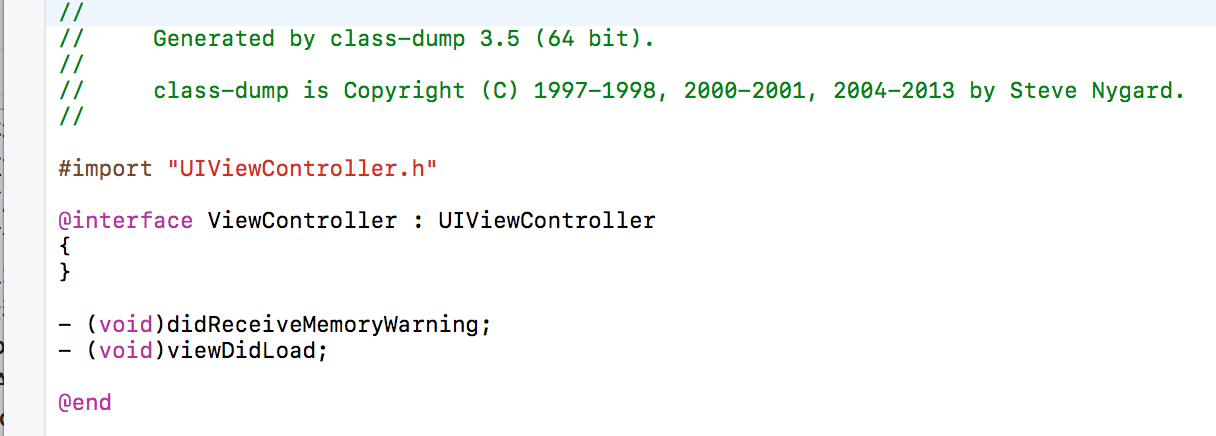 //
//     Generated by class-dump 3.5 (64 bit).
//
//     class-dump is Copyright (C) 1997-1998, 2000-2001, 2004-2013 by Steve Nygard.
//
#import "UIViewController.h"
@interface ViewController : UIViewController
{
}
- (void)didReceiveMemoryWarning;
- (void)viewDidLoad;
@end